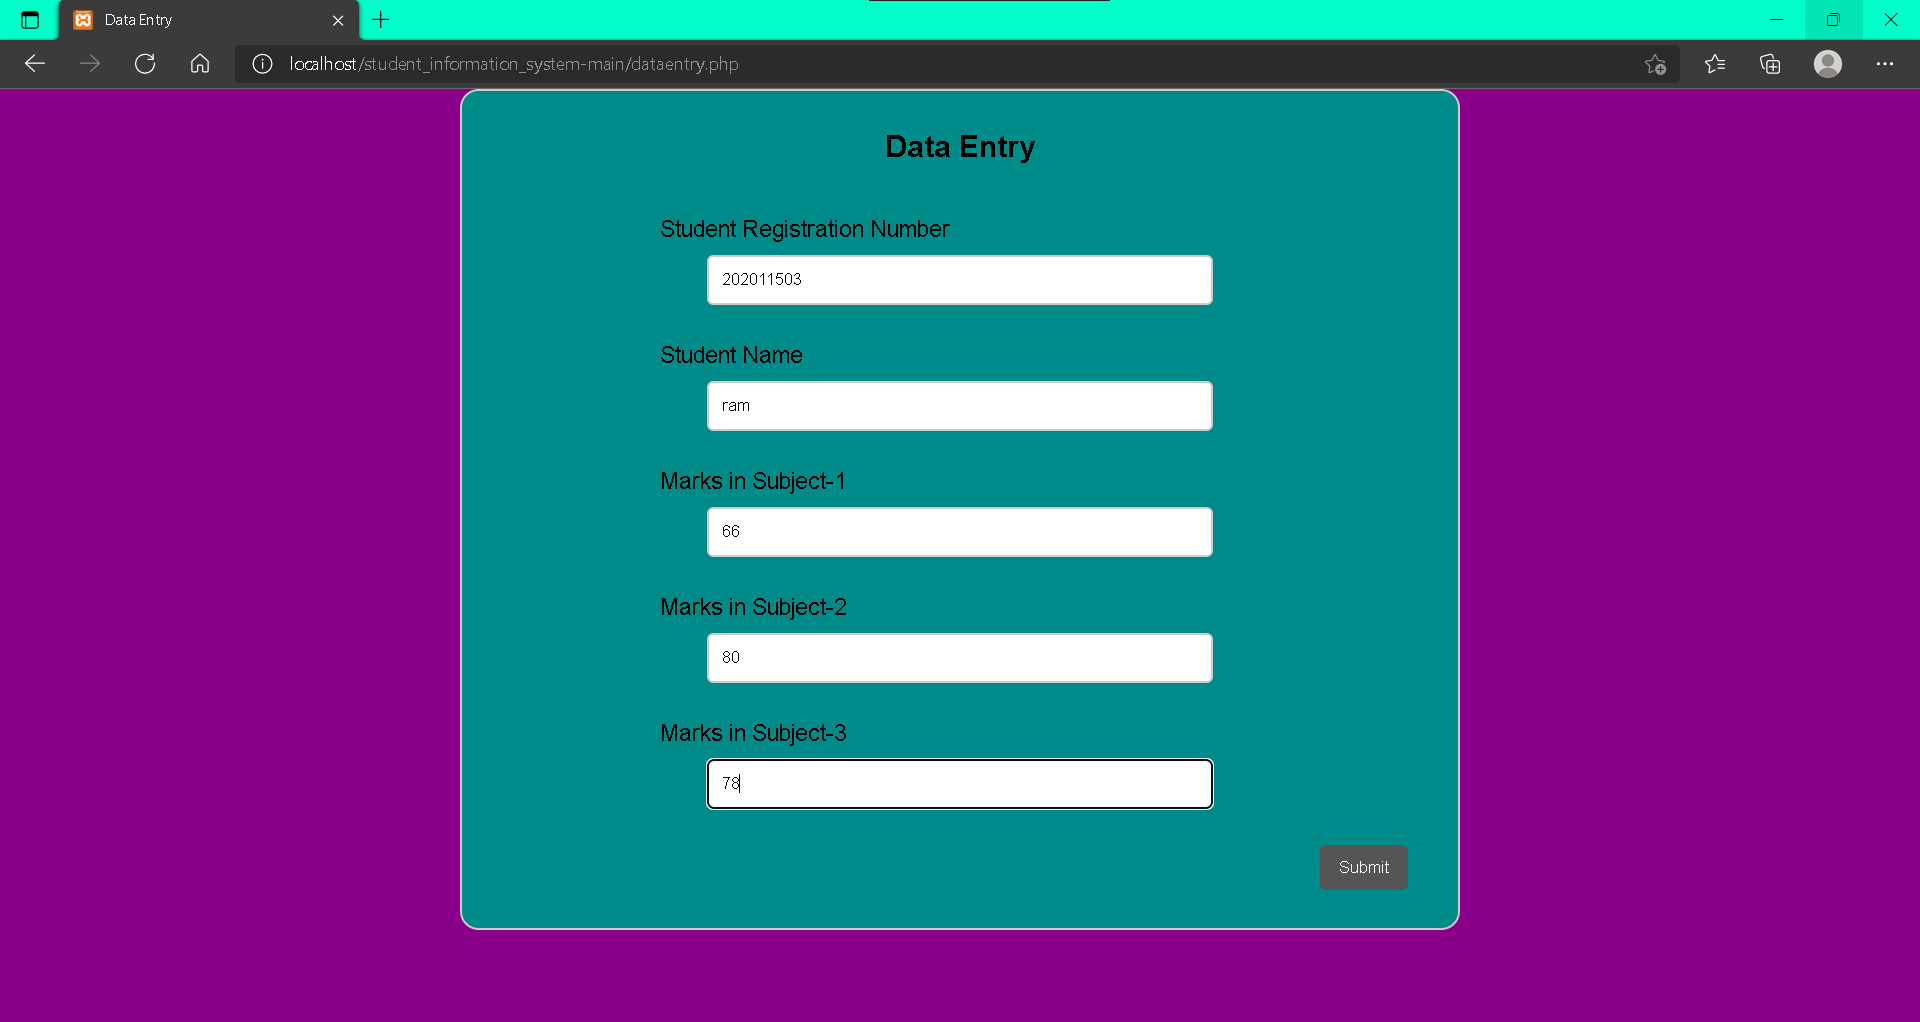 Data Entry
localhost/student_information_system-main/dataentry.php
Data Entry
Student Registration Number
202011503
Student Name
ram
Marks in Subject-1
66
Marks in Subject-2
80
Marks in Subject-3
78
Submit